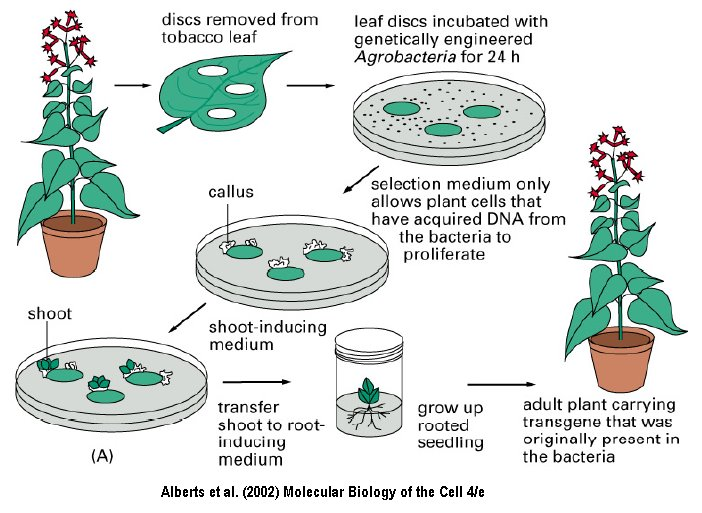 discs removed from
tobacco leaf
leaf discs incubated with
genetically engineered
Agrobacteria for 24 h
selection medium only
allows plant cells that
have acquired DNA from
the bacteria to
proliferate
callus
shoot-inducing
medium
shoot
transfer
shoot to root-
inducing
medium
grow up
rooted
seedling
adult plant carrying
transgene that was
originally present in
the bacteria
(A)
Alberts et al. (2002) Molecular Biology of the Cell 4/e